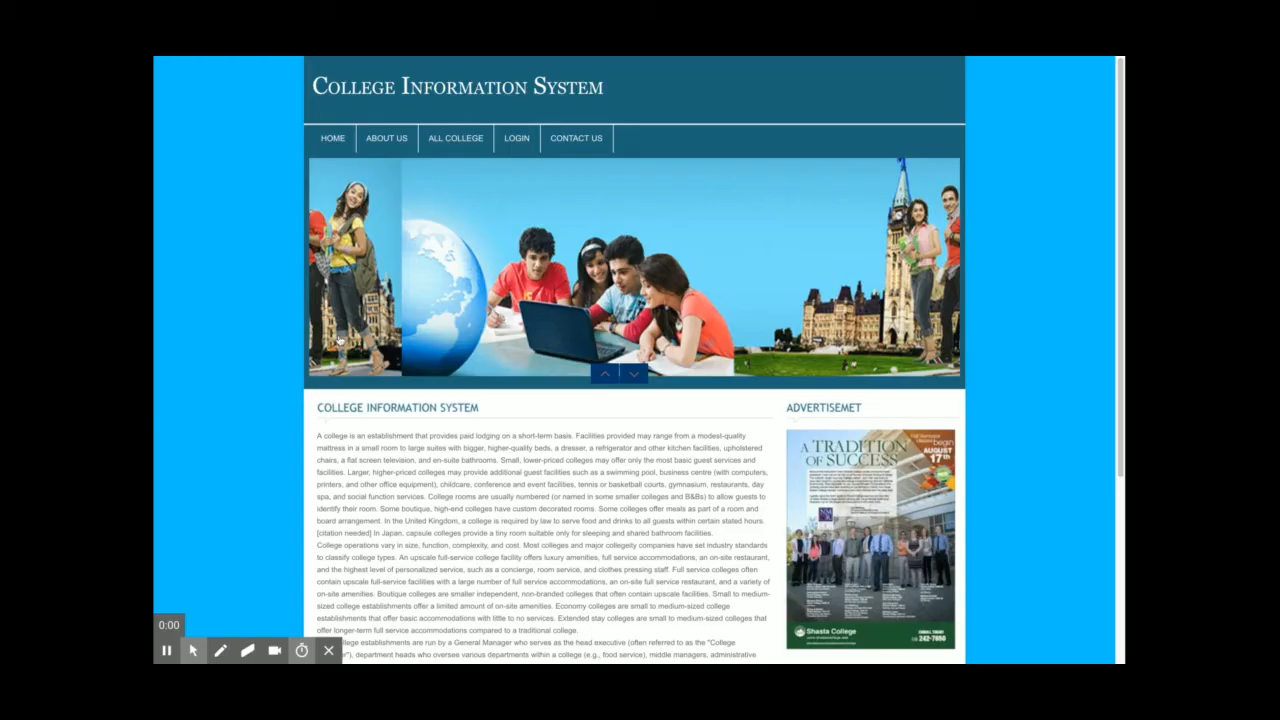 COLLEGE INFORMATION SYSTEM
HOME
ABOUT US
ALL COLLEGE
LOGIN
CONTACT US
COLLEGE INFORMATION SYSTEM
A college is an establishment that provides paid lodging on a short-term basis. Facilities provided may range from a modest-quality
mattress in a small room to large suites with bigger, higher-quality beds, a dresser, a refrigerator and other kitchen facilities, upholstered
chairs, a flat screen television, and en-suite bathrooms. Small, lower-priced colleges may offer only the most basic guest services and
facilities. Larger, higher-priced colleges may provide additional guest facilities such as a swimming pool, business centre (with computers,
printers, and other office equipment), childcare, conference and event facilities, tennis or basketball courts, gymnasium, restaurants, day
spa, and social function services. College rooms are usually numbered (or named in some smaller colleges and B&Bs) to allow guests to
identify their room. Some boutique, high-end colleges have custom decorated rooms. Some colleges offer meals as part of a room and
board arrangement. In the United Kingdom, a college is required by law to serve food and drinks to all guests within certain stated hours.
[citation needed] In Japan, capsule colleges provide a tiny room suitable only for sleeping and shared bathroom facilities.
College operations vary in size, function, complexity, and cost. Most colleges and major collegeity companies have set industry standards
to classify college types. An upscale full-service college facility offers luxury amenities, full service accommodations, an on-site restaurant,
and the highest level of personalized service, such as a concierge, room service, and clothes pressing staff. Full service colleges often
contain upscale full-service facilities with a large number of full service accommodations, an on-site full service restaurant, and a variety of
on-site amenities. Boutique colleges are smaller independent, non-branded colleges that often contain upscale facilities. Small to medium-
sized college establishments offer a limited amount of on-site amenities. Economy colleges are small to medium-sized college
establishments that offer basic accommodations with little to no services. Extended stay colleges are small to medium-sized colleges that
offer longer-term full service accommodations compared to a traditional college.
college establishments are run by a General Manager who serves as the head executive (often referred to as the "College
"), department heads who oversee various departments within a college (e.g., food service), middle managers, administrative
ADVERTISEMET
A TRADITION
OF SUCCESS
begin
AUGUST
17th
Shasta College
242-7650
0:00